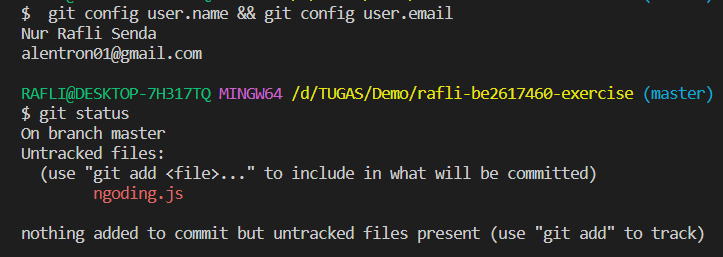 $  git config user.name && git config user.email
Nur Rafli Senda
alentron01@gmail.com
RAFLI@DESKTOP-7H317TQ MINGW64 /d/TUGAS/Demo/rafli-be2617460-exercise (master)
$ git status
On branch master
Untracked files:
  (use "git add <file>..." to include in what will be committed)
        ngoding.js
nothing added to commit but untracked files present (use "git add" to track)